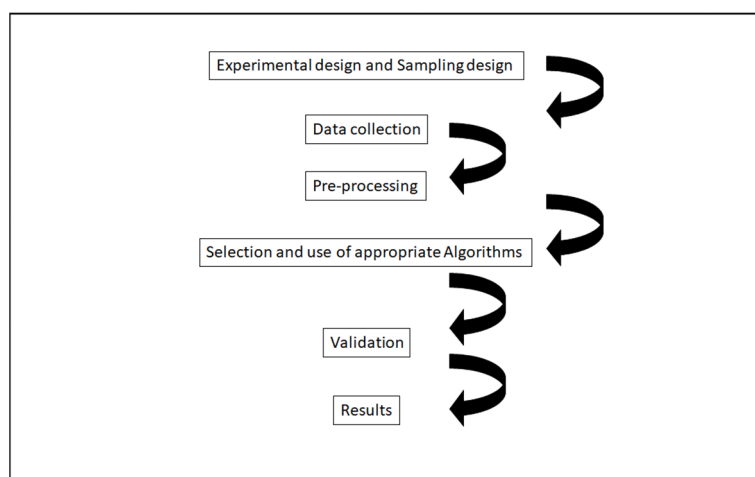 Experimental design and Sampling design
Data collection
Pre-processing
Selection and use of appropriate Algorithms
Validation
Results